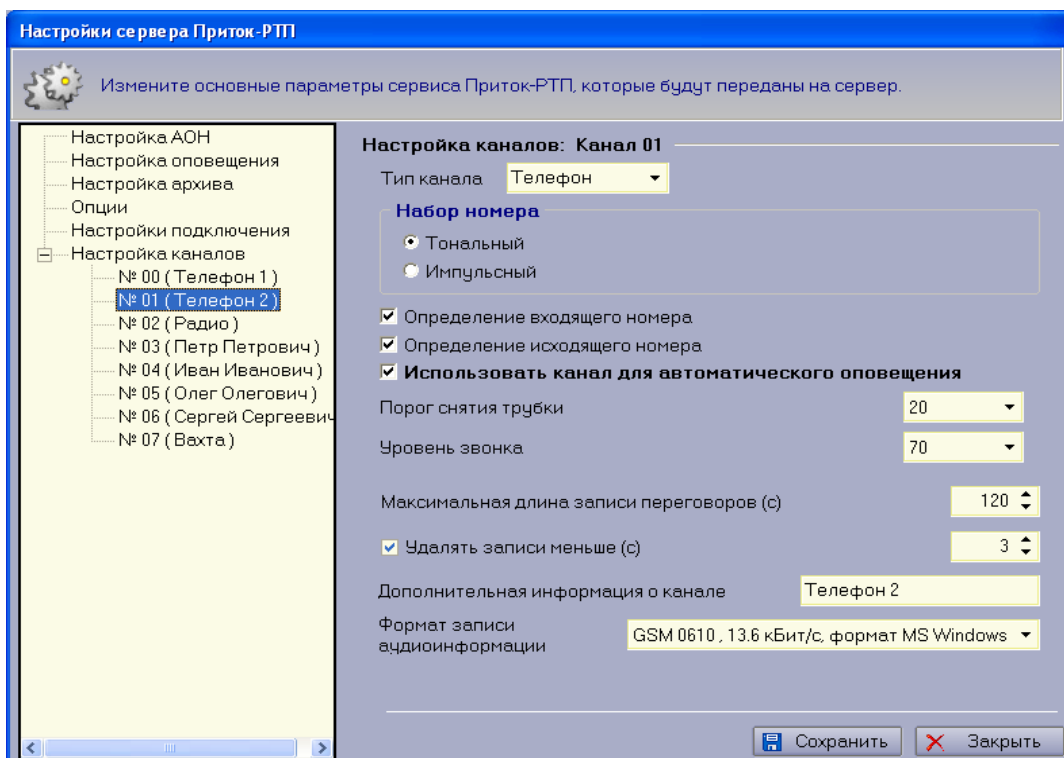 Настройки сервера Приток-РТП
Измените основные параметры сервиса Приток-РТП, которые будут переданы на сервер.
Настройка АОН
Настройка оповещения
Настройка архива
Опции
Настройки подключения
Настройка каналов
№ 00 ( Телефон 1 )
№ 01 ( Телефон 2 )
№ 02 ( Радио )
№ 03 ( Петр Петрович )
№ 04 ( Иван Иванович )
№ 05 ( Олег Олегович )
№ 06 ( Сергей Сергеевич
№ 07 ( Вахта )
Настройка каналов: Канал 01
Тип канала Телефон
Набор номера
Тональный
Импульсный
Определение входящего номера
Определение исходящего номера
Использовать канал для автоматического оповещения
Порог снятия трубки 20
Уровень звонка 70
Максимальная длина записи переговоров (с) 120
Удалять записи меньше (с) 3
Дополнительная информация о канале Телефон 2
Формат записи
аудиоинформации
GSM 0610 , 13.6 кБит/с, формат MS Windows
Сохранить Закрыть